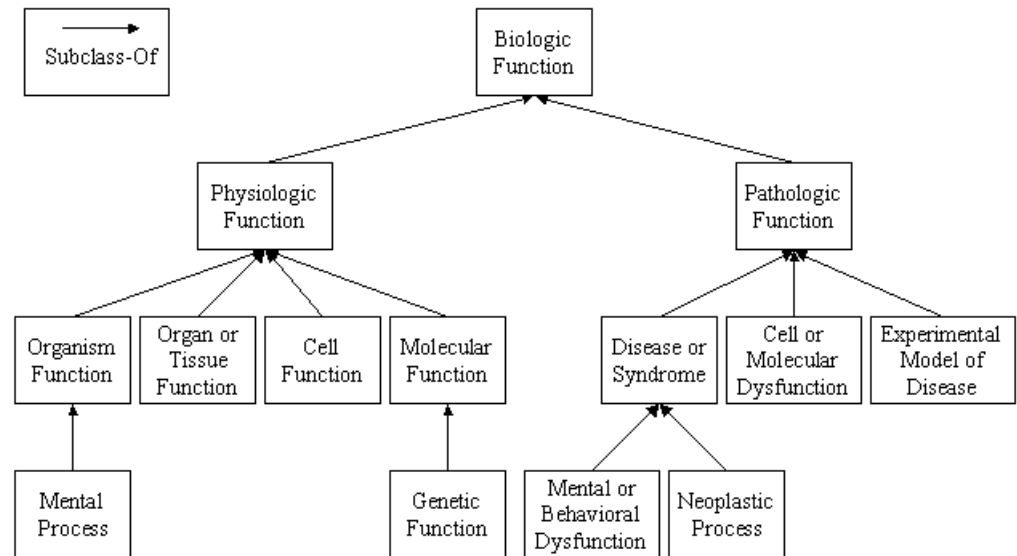 Subclass-Of
Biologic
Function
Physiologic
Function
Pathologic
Function
Organism
Function
Organ or
Tissue
Function
Cell
Function
Molecular
Function
Disease or
Syndrome
Cell or
Molecular
Dysfunction
Experimental
Model of
Disease
Mental
Process
Genetic
Function
Mental or
Behavioral
Dysfunction
Neoplastic
Process